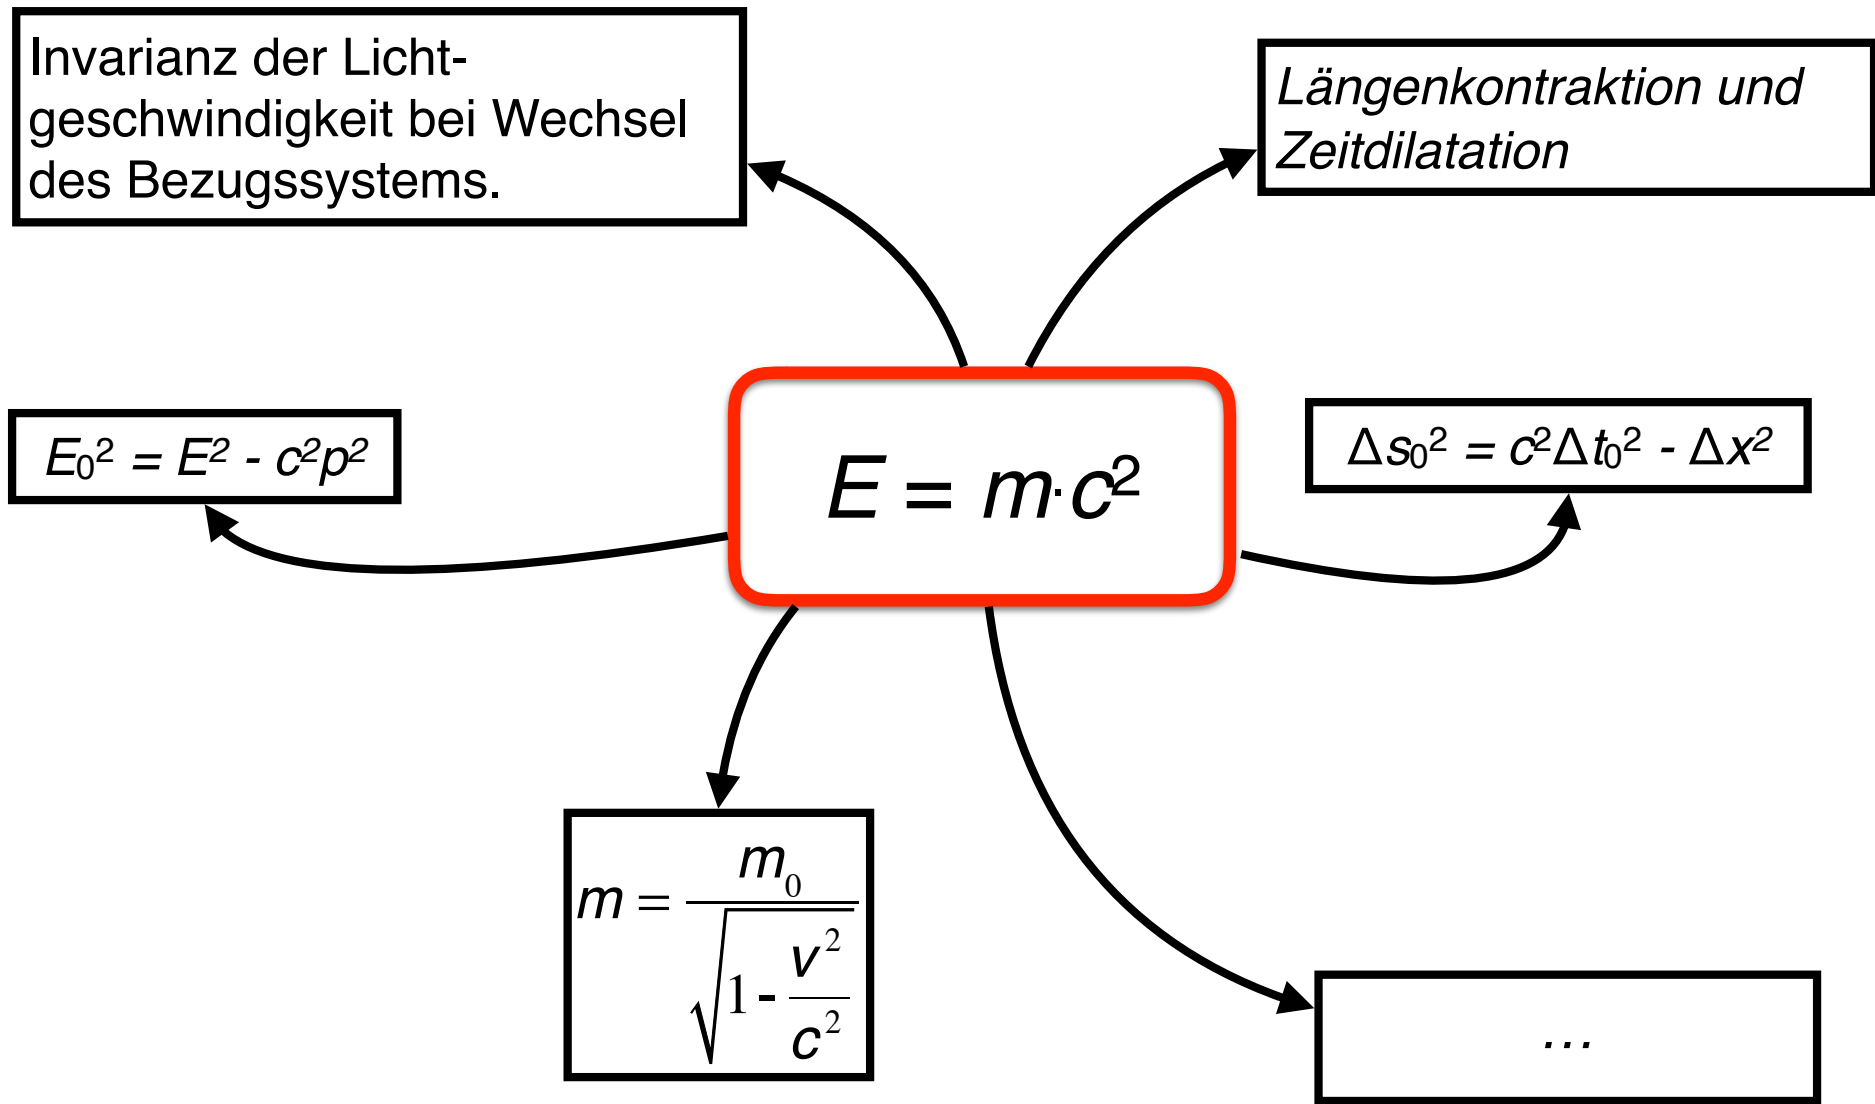 Invarianz der Licht-
geschwindigkeit bei Wechsel
des Bezugssystems.
Längenkontraktion und
Zeitdilatation
E₀² = E² - c²p²
E = m·c²
Δs₀² = c²Δt₀² - Δx²
m = m₀ / √(1 - v²/c²)
...